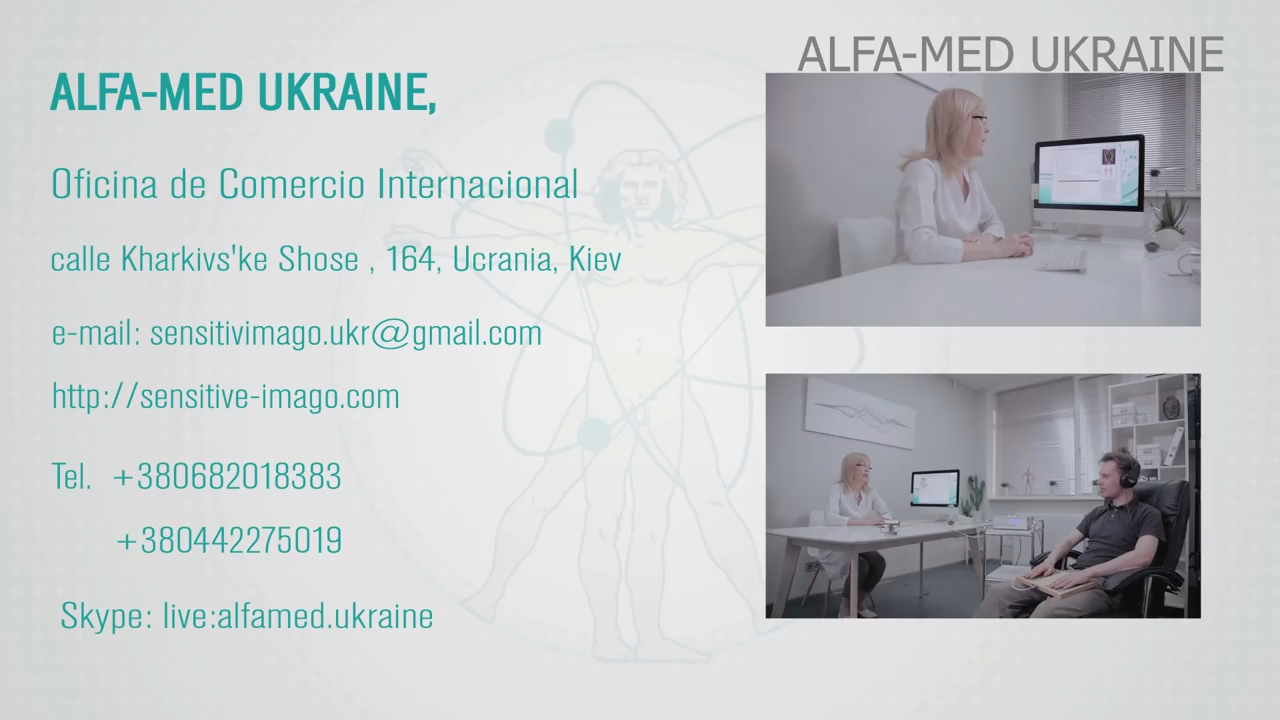 ALFA-MED UKRAINE
ALFA-MED UKRAINE,
Oficina de Comercio Internacional
calle Kharkivs'ke Shose , 164, Ucrania, Kiev
e-mail: sensitivimago.ukr@gmail.com
http://sensitive-imago.com
Tel. +380682018383
+380442275019
Skype: live:alfamed.ukraine